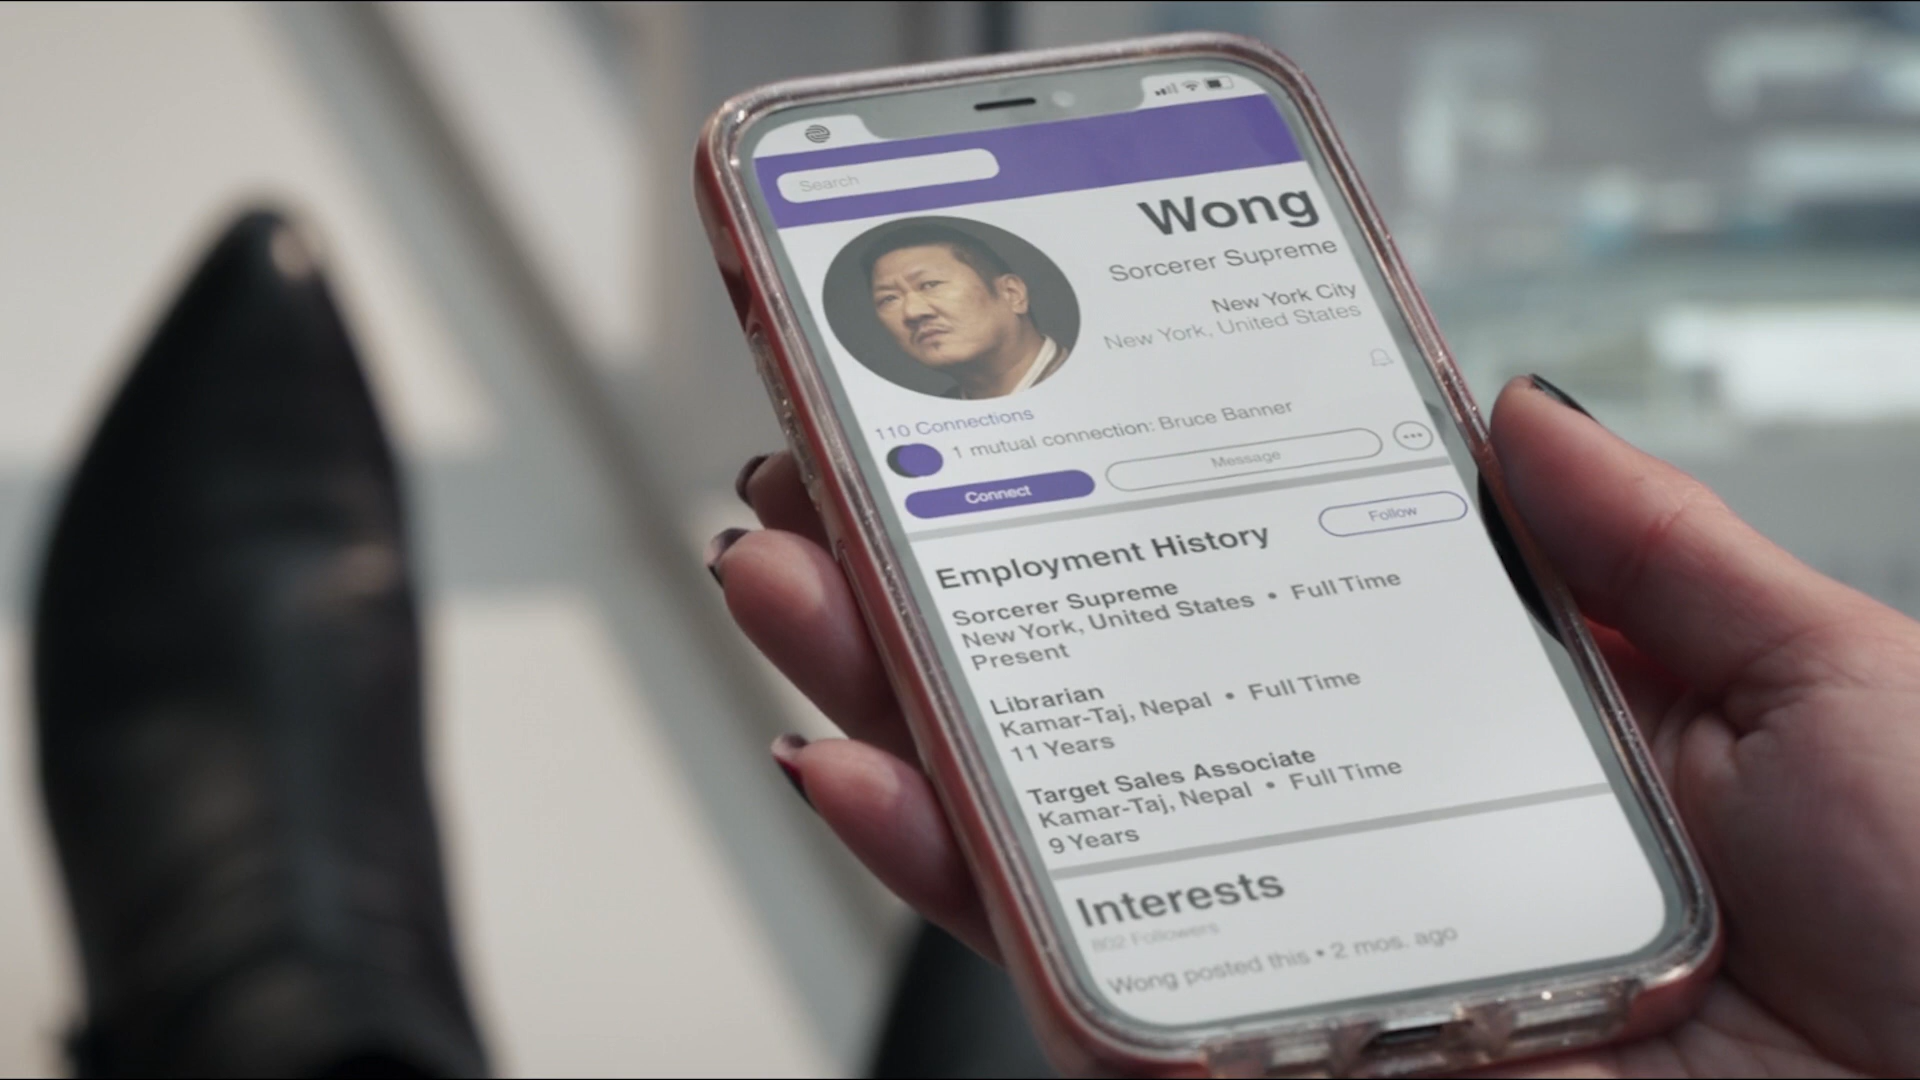 Search
Wong
Sorcerer Supreme
New York City
New York, United States
110 Connections
1 mutual connection: Bruce Banner
Connect
Message
Follow
Employment History
Sorcerer Supreme
New York, United States • Full Time
Present
Librarian
Kamar-Taj, Nepal • Full Time
11 Years
Target Sales Associate
Kamar-Taj, Nepal • Full Time
9 Years
Interests
802 Followers
Wong posted this • 2 mos. ago